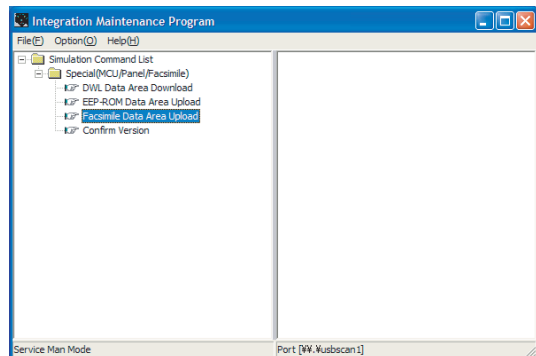 Integration Maintenance Program
File(F) Option(O) Help(H)
Simulation Command List
Special(MCU/Panel/Facsimile)
DWL Data Area Download
EEP-ROM Data Area Upload
Facsimile Data Area Upload
Confirm Version
Service Man Mode
Port [¥¥.¥usbscan1]